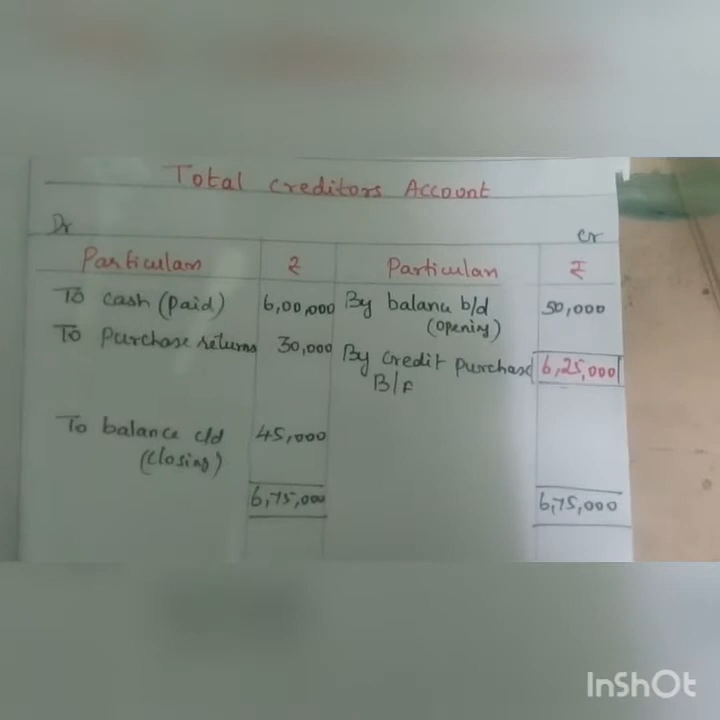 Total Creditors Account
Dr
Cr
Particulars ₹ Particulars ₹
To cash (paid) 6,00,000 By balance b/d 50,000
(opening)
To Purchase returns 30,000 By credit purchase 6,25,000
B/F
To balance c/d 45,000
(closing)
6,75,000 6,75,000
InShOt